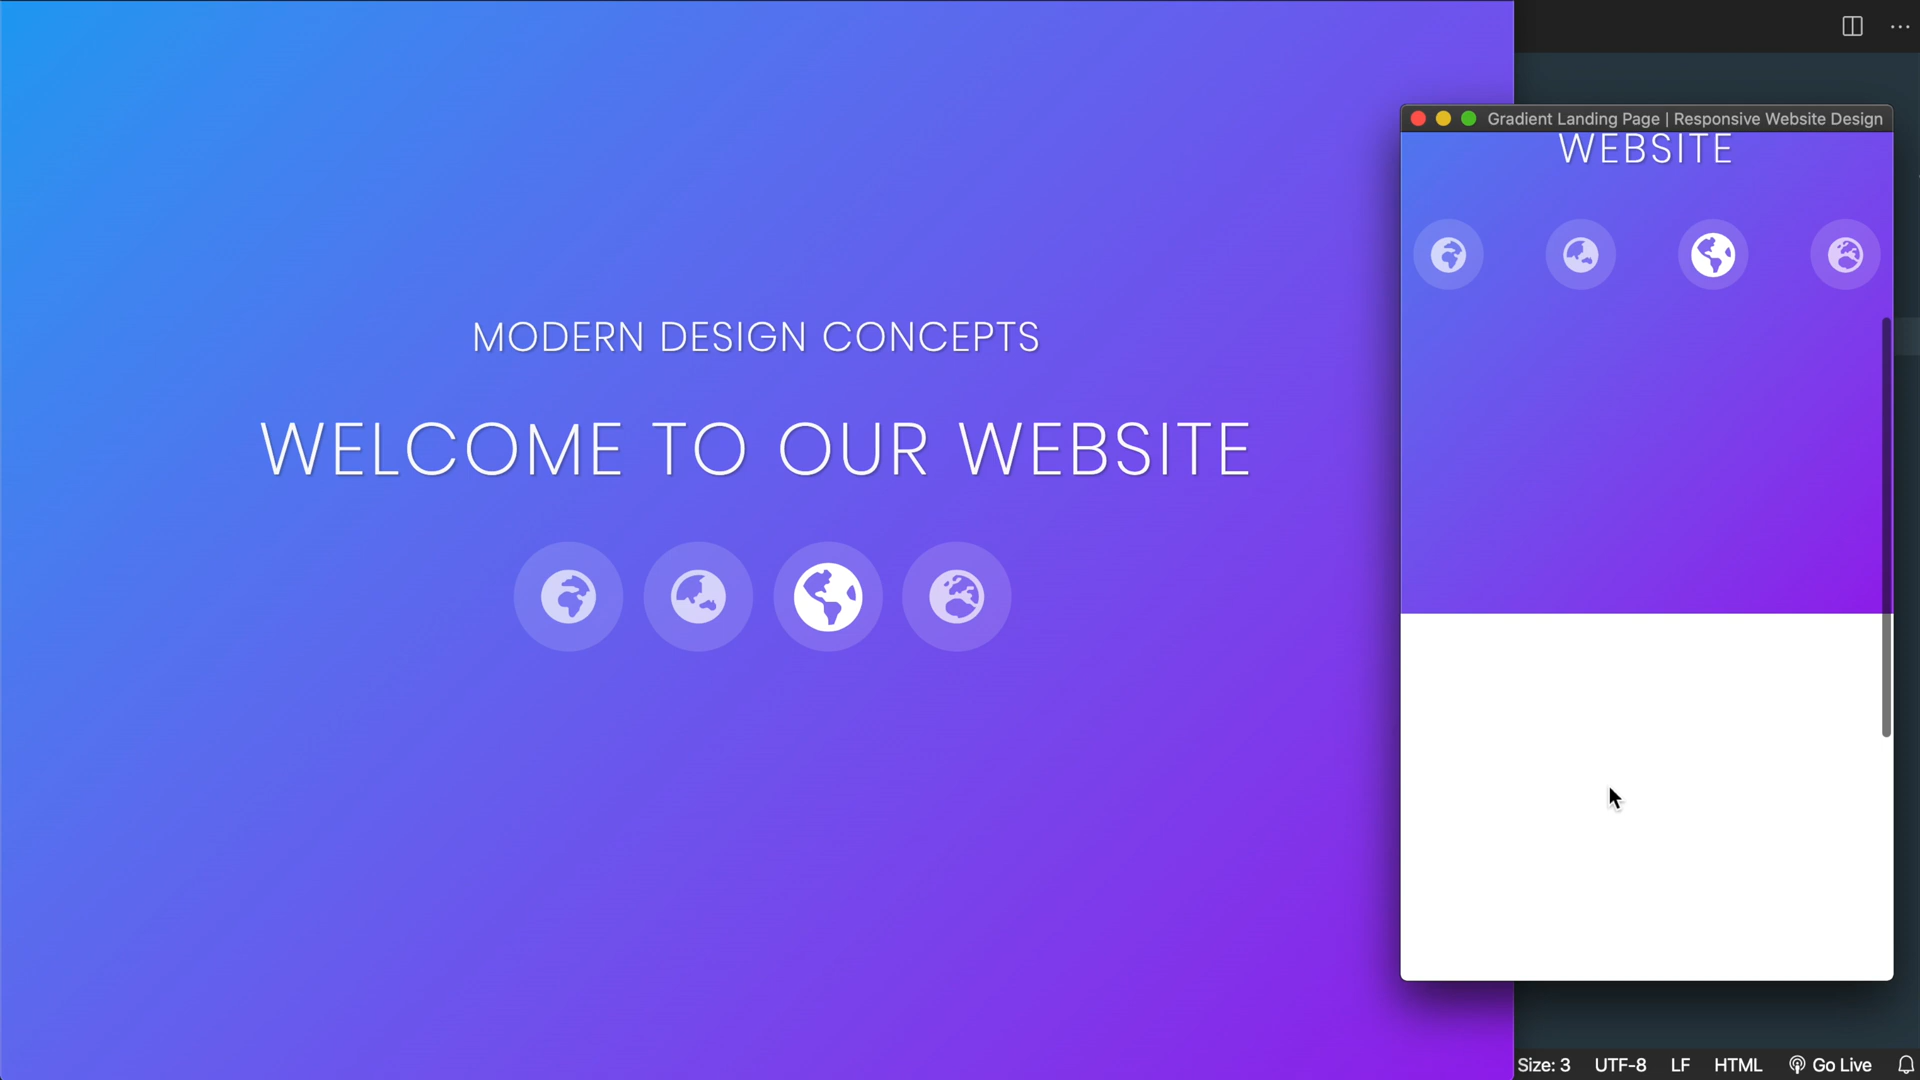 MODERN DESIGN CONCEPTS
WELCOME TO OUR WEBSITE
Gradient Landing Page | Responsive Website Design
WEBSITE
Size: 3 UTF-8 LF HTML Go Live